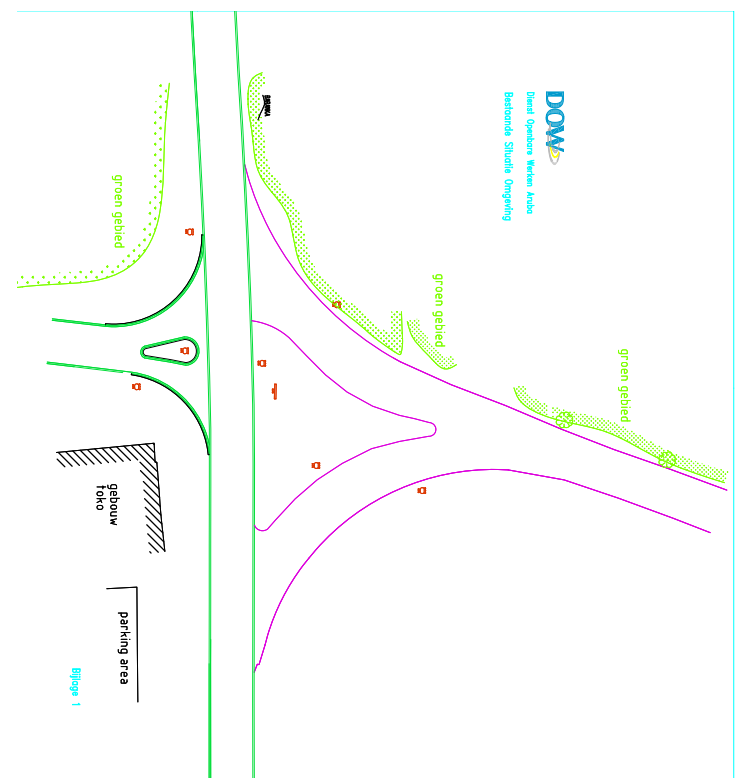 DOW
Dienst Openbare Werken Aruba
Bestaande Situatie Omgeving
groen gebied
groen gebied
groen gebied
gebouw
toko
parking area
Bijlage 1